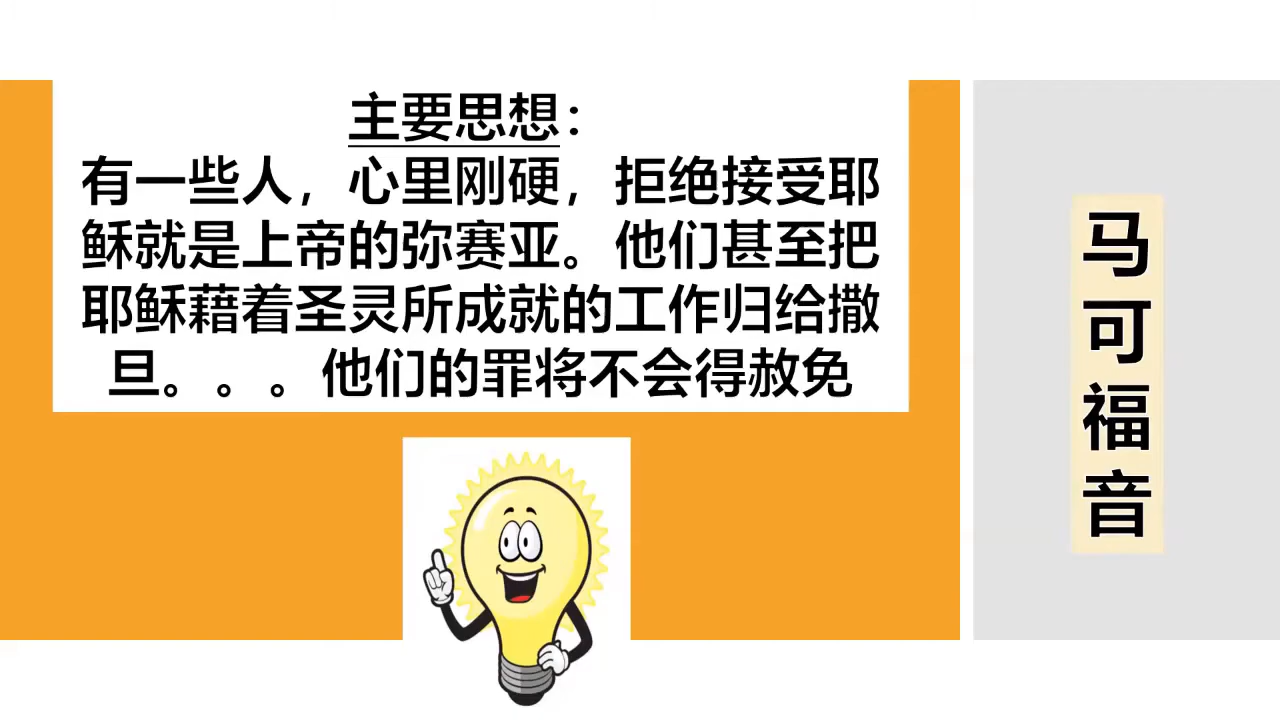 主要思想：
有一些人，心里刚硬，拒绝接受耶
稣就是上帝的弥赛亚。他们甚至把
耶稣藉着圣灵所成就的工作归给撒
旦。。。他们的罪将不会得赦免
马可福音